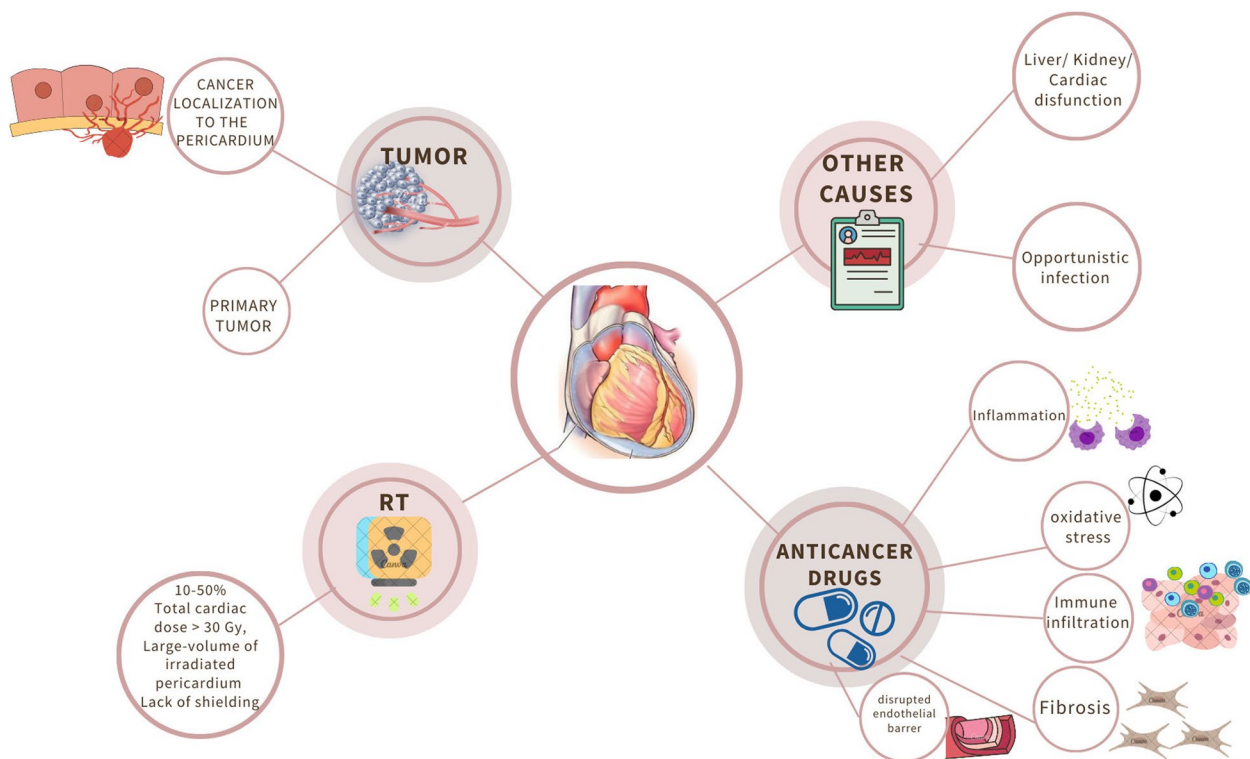 CANCER
LOCALIZATION
TO THE
PERICARDIUM
TUMOR
PRIMARY
TUMOR
OTHER
CAUSES
Liver/ Kidney/
Cardiac
disfunction
Opportunistic
infection
RT
Canva
10-50%
Total cardiac
dose > 30 Gy,
Large-volume of
irradiated
pericardium
Lack of shielding
ANTICANCER
DRUGS
Inflammation
oxidative
stress
Immune
infiltration
Fibrosis
disrupted
endothelial
barrer